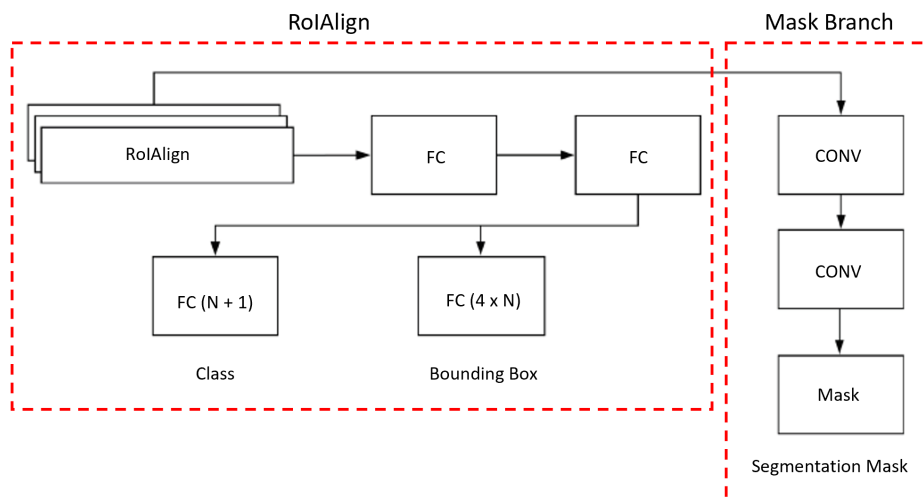 RoIAlign
Mask Branch
RoIAlign
FC
FC
CONV
CONV
FC (N + 1)
FC (4 x N)
Class
Bounding Box
Mask
Segmentation Mask